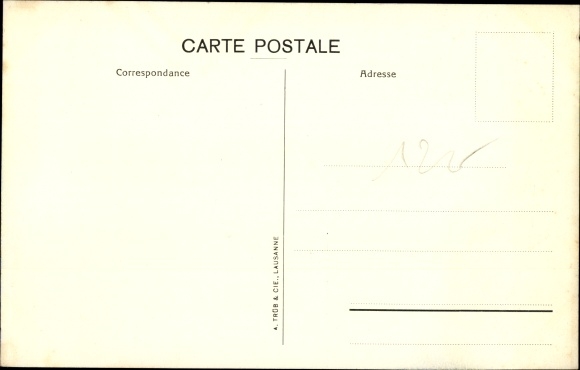 CARTE POSTALE
Correspondance
Adresse
A. TRÜB & CIE., LAUSANNE